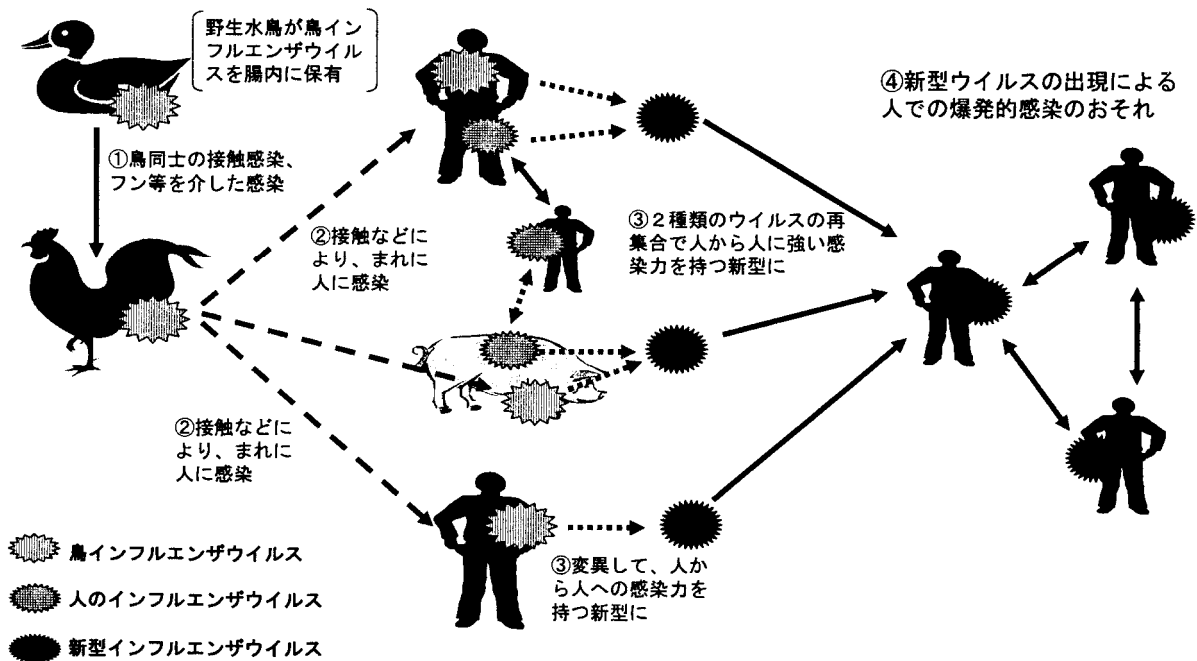 野生水鳥が鳥イン
フルエンザウイル
スを腸内に保有
①鳥同士の接触感染、
フン等を介した感染
②接触などに
より、まれに
人に感染
②接触などに
より、まれに
人に感染
③２種類のウイルスの再
集合で人から人に強い感
染力を持つ新型に
③変異して、人か
ら人への感染力を
持つ新型に
④新型ウイルスの出現による
人での爆発的感染のおそれ
鳥インフルエンザウイルス
人のインフルエンザウイルス
新型インフルエンザウイルス